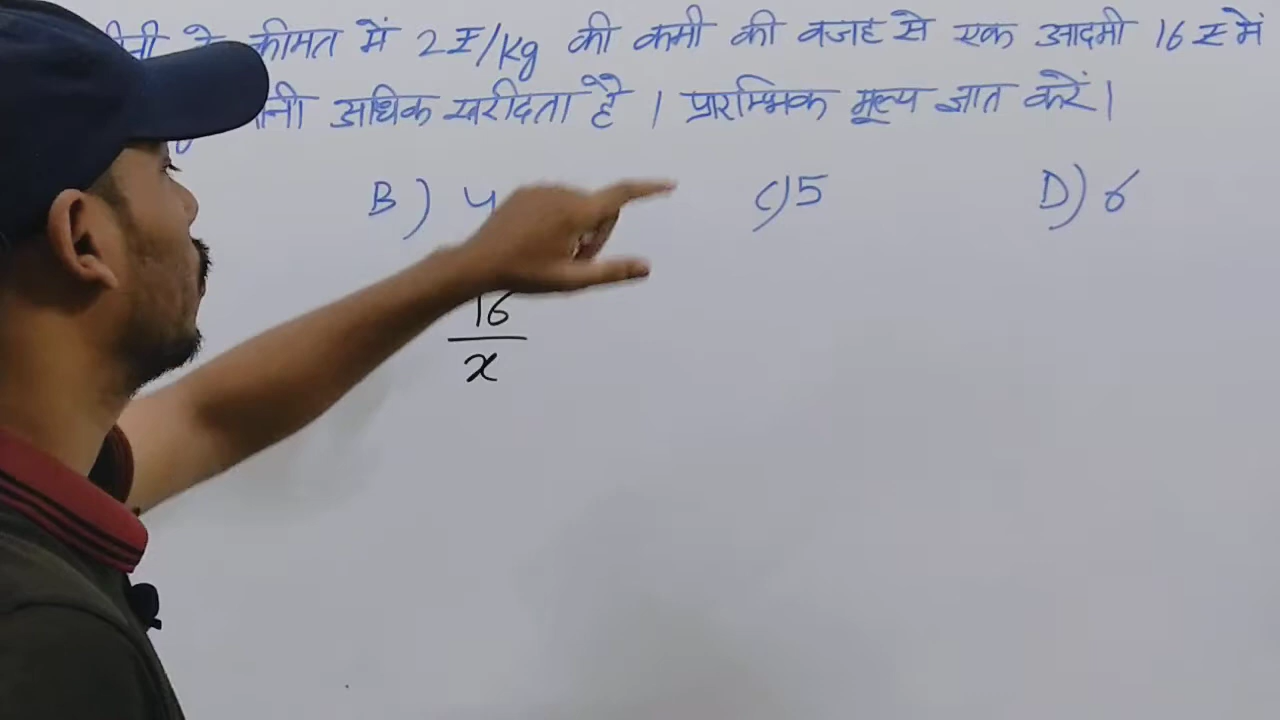 कीमत में 2₹/kg की कमी की वजह से एक आदमी 16₹ में
अधिक खरीदता है । प्रारम्भिक मूल्य ज्ञात करें।
B) 4 C) 5 D) 6
16
x